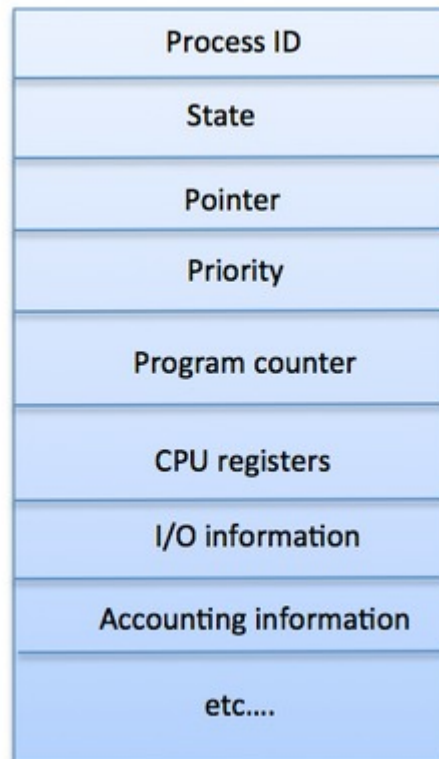 Process ID
State
Pointer
Priority
Program counter
CPU registers
I/O information
Accounting information
etc....